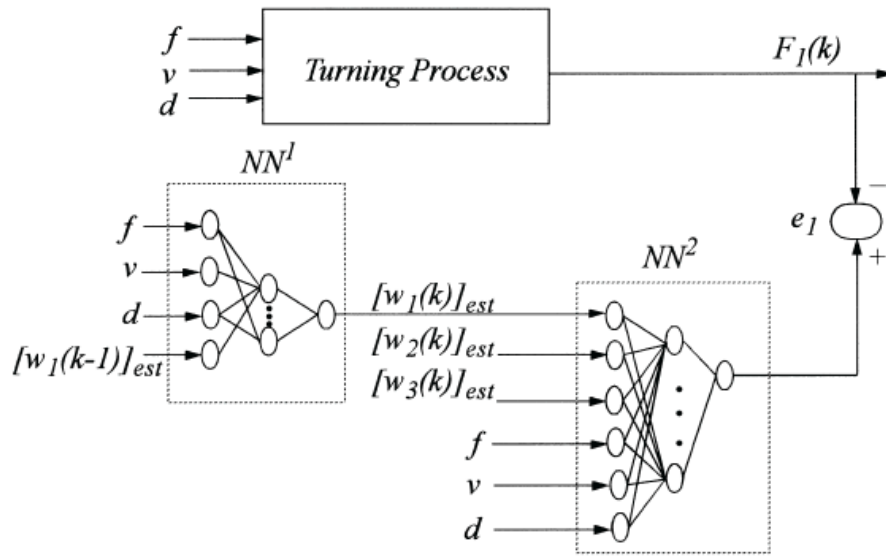 f
v
d
Turning Process
F₁(k)
NN¹
f
v
d
[w₁(k-1)]est
[w₁(k)]est
[w₂(k)]est
[w₃(k)]est
f
v
d
NN²
e₁
−
+